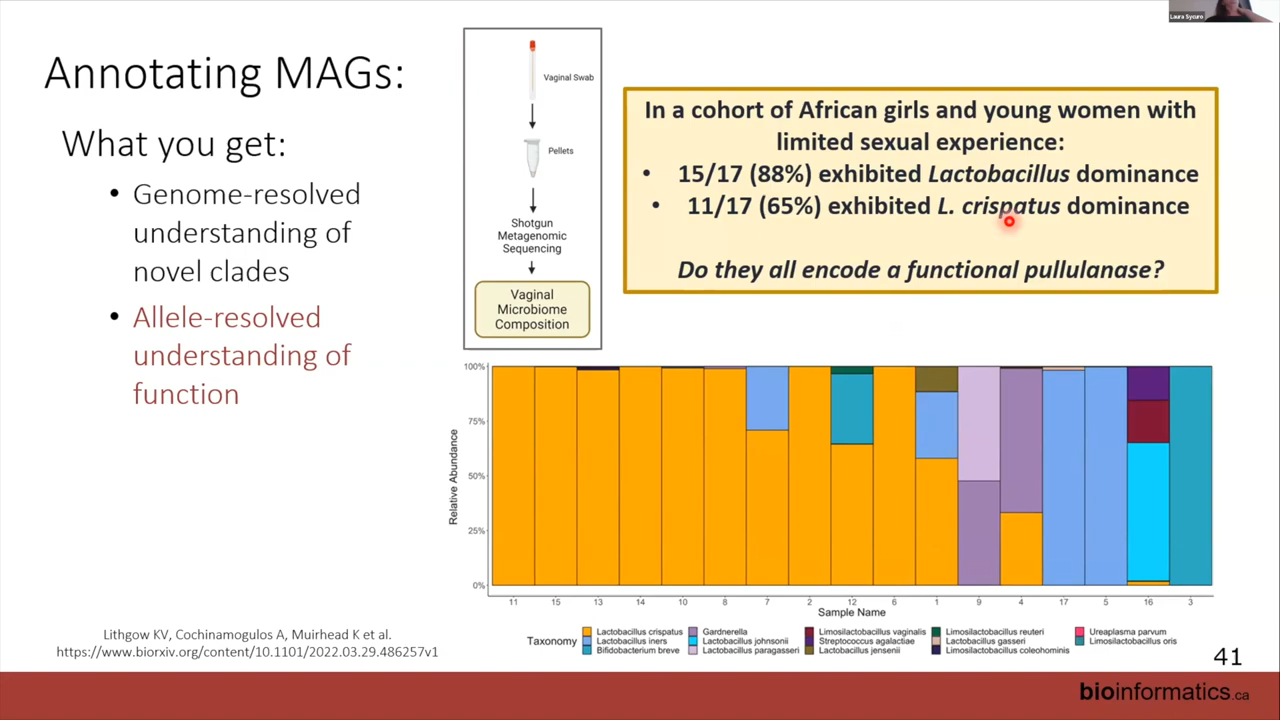 Laura Sycuro
Annotating MAGs:
What you get:
• Genome-resolved
understanding of
novel clades
• Allele-resolved
understanding of
function
Vaginal Swab
Pellets
Shotgun
Metagenomic
Sequencing
Vaginal
Microbiome
Composition
In a cohort of African girls and young women with
limited sexual experience:
• 15/17 (88%) exhibited Lactobacillus dominance
• 11/17 (65%) exhibited L. crispatus dominance
Do they all encode a functional pullulanase?
Relative Abundance
100%
75%
50%
25%
0%
11 15 13 14 10 8 7 2 12 6 1 9 4 17 5 16 3
Sample Name
Taxonomy
Lactobacillus crispatus
Lactobacillus iners
Bifidobacterium breve
Gardnerella
Lactobacillus johnsonii
Lactobacillus paragasseri
Limosilactobacillus vaginalis
Streptococcus agalactiae
Lactobacillus jensenii
Limosilactobacillus reuteri
Lactobacillus gasseri
Limosilactobacillus coleohominis
Ureaplasma parvum
Limosilactobacillus oris
Lithgow KV, Cochinamogulos A, Muirhead K et al.
https://www.biorxiv.org/content/10.1101/2022.03.29.486257v1
41
bioinformatics.ca